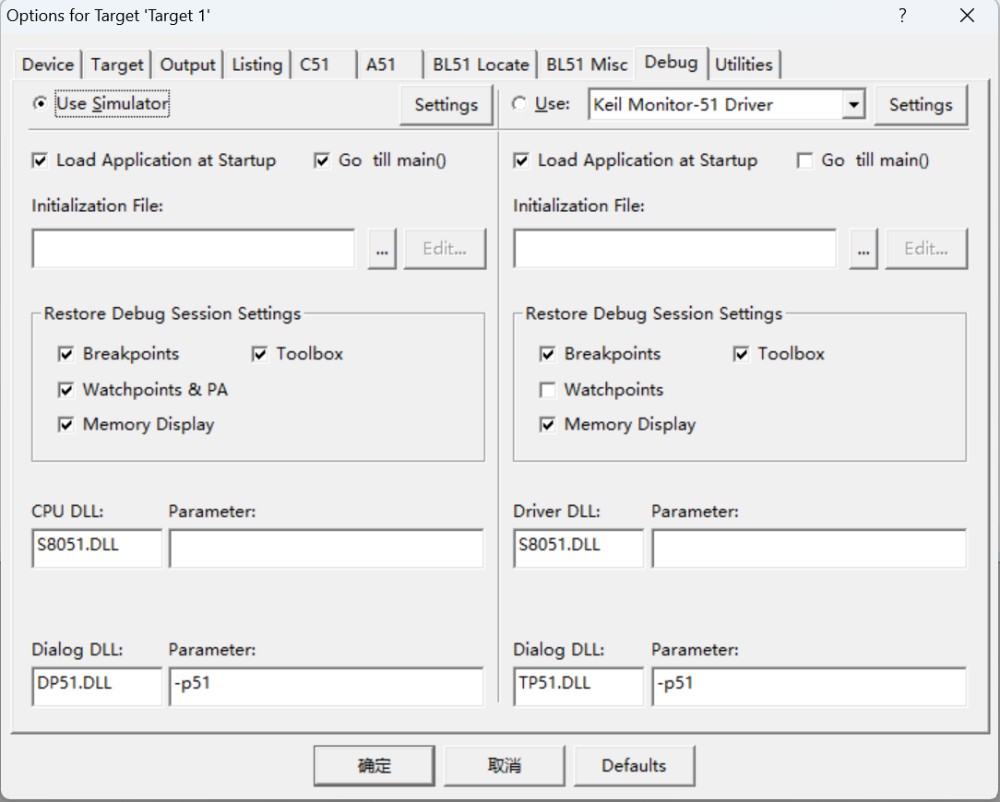 Options for Target 'Target 1'
?
Device Target Output Listing C51 A51 BL51 Locate BL51 Misc Debug Utilities
Use Simulator Settings Use: Keil Monitor-51 Driver Settings
Load Application at Startup Go till main() Load Application at Startup Go till main()
Initialization File: Initialization File:
... Edit... ... Edit...
Restore Debug Session Settings Restore Debug Session Settings
Breakpoints Toolbox Breakpoints Toolbox
Watchpoints & PA Watchpoints
Memory Display Memory Display
CPU DLL: Parameter: Driver DLL: Parameter:
S8051.DLL S8051.DLL
Dialog DLL: Parameter: Dialog DLL: Parameter:
DP51.DLL -p51 TP51.DLL -p51
确定 取消 Defaults